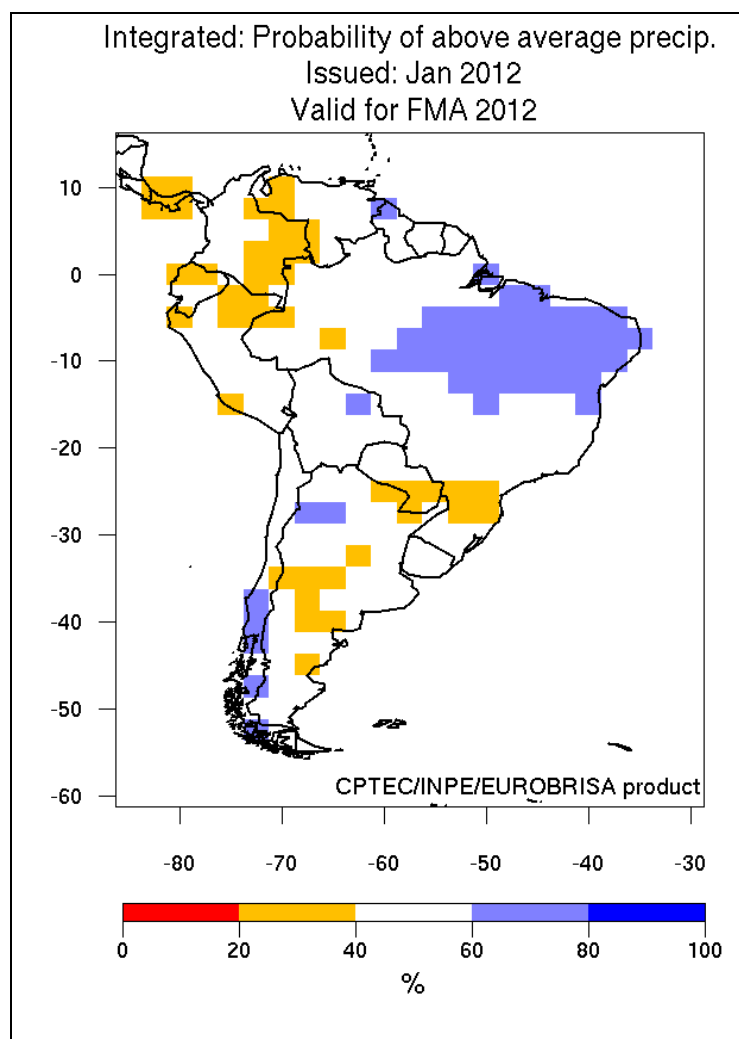 Integrated: Probability of above average precip.
Issued: Jan 2012
Valid for FMA 2012
10
0
-10
-20
-30
-40
-50
-60
CPTEC/INPE/EUROBRISA product
-80 -70 -60 -50 -40 -30
0 20 40 60 80 100
%